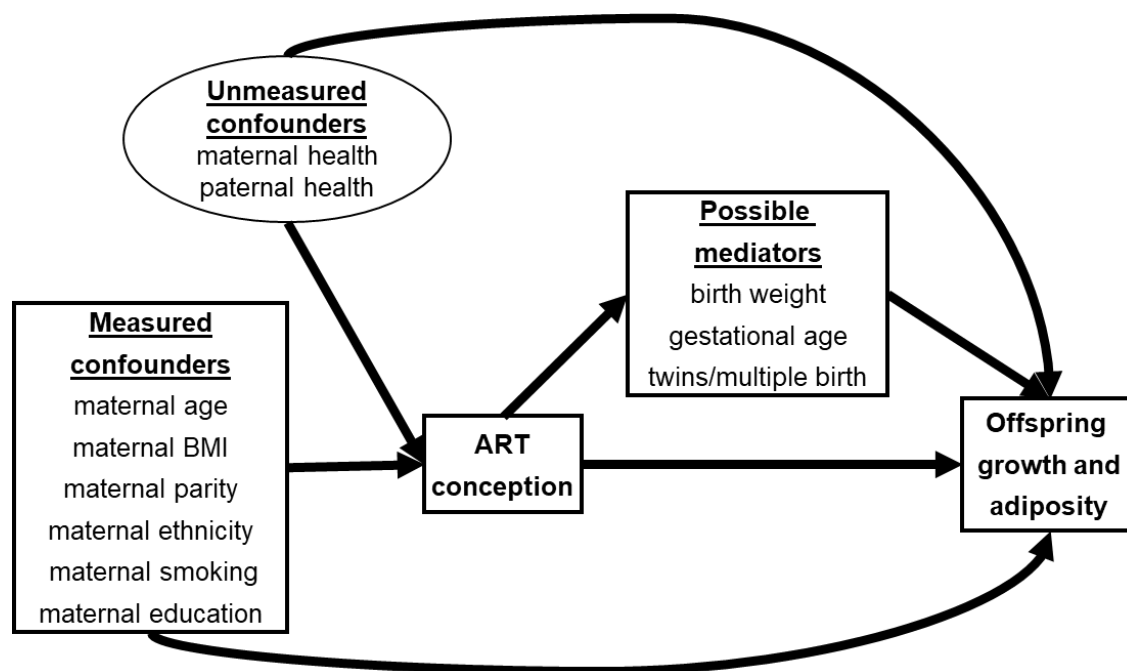 Unmeasured
confounders
maternal health
paternal health
Possible
mediators
birth weight
gestational age
twins/multiple birth
Measured
confounders
maternal age
maternal BMI
maternal parity
maternal ethnicity
maternal smoking
maternal education
ART
conception
Offspring
growth and
adiposity